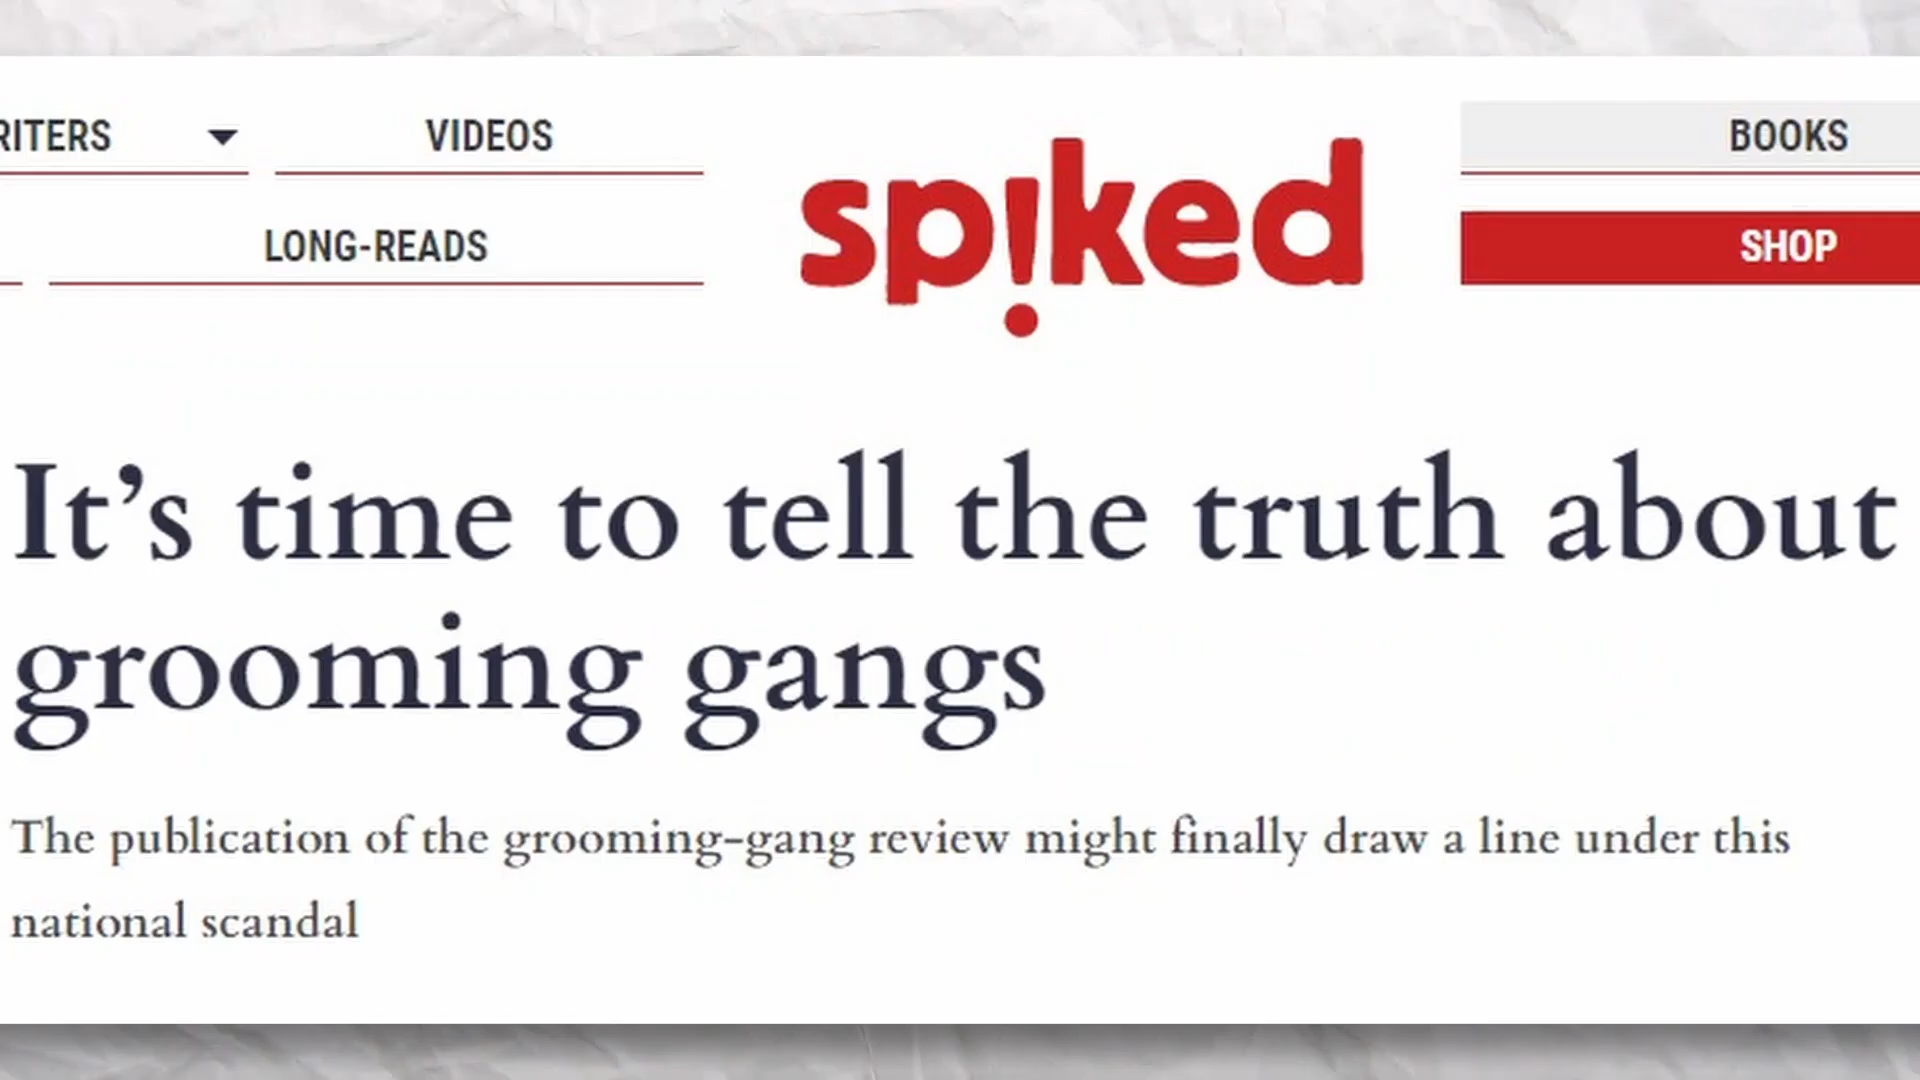 RITERS
VIDEOS
BOOKS
LONG-READS
spiked
SHOP
It's time to tell the truth about
grooming gangs
The publication of the grooming-gang review might finally draw a line under this
national scandal